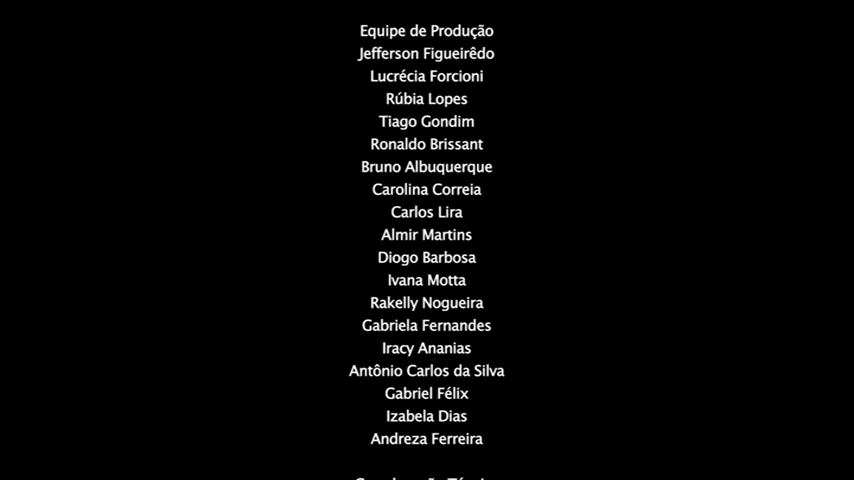 Equipe de Produção
Jefferson Figueirêdo
Lucrécia Forcioni
Rúbia Lopes
Tiago Gondim
Ronaldo Brissant
Bruno Albuquerque
Carolina Correia
Carlos Lira
Almir Martins
Diogo Barbosa
Ivana Motta
Rakelly Nogueira
Gabriela Fernandes
Iracy Ananias
Antônio Carlos da Silva
Gabriel Félix
Izabela Dias
Andreza Ferreira